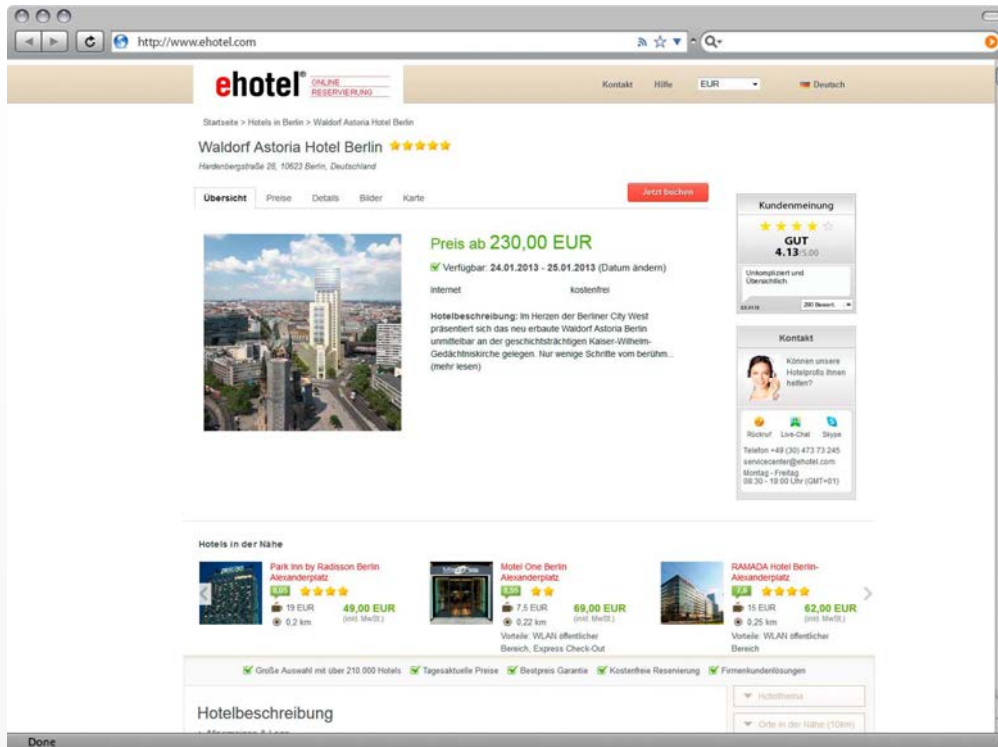 http://www.ehotel.com
ehotel® ONLINE RESERVIERUNG
Kontakt Hilfe EUR Deutsch
Startseite > Hotels in Berlin > Waldorf Astoria Hotel Berlin
Waldorf Astoria Hotel Berlin
Hardenbergstraße 28, 10623 Berlin, Deutschland
Übersicht Preise Details Bilder Karte
Jetzt buchen
Preis ab 230,00 EUR
Verfügbar: 24.01.2013 - 25.01.2013 (Datum ändern)
Internet kostenfrei
Hotelbeschreibung: Im Herzen der Berliner City West
präsentiert sich das neu erbaute Waldorf Astoria Berlin
unmittelbar an der geschichtsträchtigen Kaiser-Wilhelm-
Gedächtniskirche gelegen. Nur wenige Schritte vom berühm...
(mehr lesen)
Kundenmeinung
GUT
4.13/5.00
Unkompliziert und
Übersichtlich
290 Bewert.
Kontakt
Können unsere
Hotelprofis Ihnen
helfen?
Rückruf Live-Chat Skype
Telefon +49 (30) 473 73 245
servicecenter@ehotel.com
Montag - Freitag
08:30 - 19:00 Uhr (GMT+01)
Hotels in der Nähe
Park Inn by Radisson Berlin
Alexanderplatz
19 EUR 49,00 EUR
0,2 km (inkl. MwSt.)
Motel One Berlin
Alexanderplatz
7,5 EUR 69,00 EUR
0,22 km (inkl. MwSt.)
Vorteile: WLAN öffentlicher
Bereich, Express Check-Out
RAMADA Hotel Berlin-
Alexanderplatz
15 EUR 62,00 EUR
0,25 km (inkl. MwSt.)
Vorteile: WLAN öffentlicher
Bereich
Große Auswahl mit über 210.000 Hotels Tagesaktuelle Preise Bestpreis Garantie Kostenfreie Reservierung Firmenkundenlösungen
Hotelbeschreibung
Hotelthema
Orte in der Nähe (10km)
Done